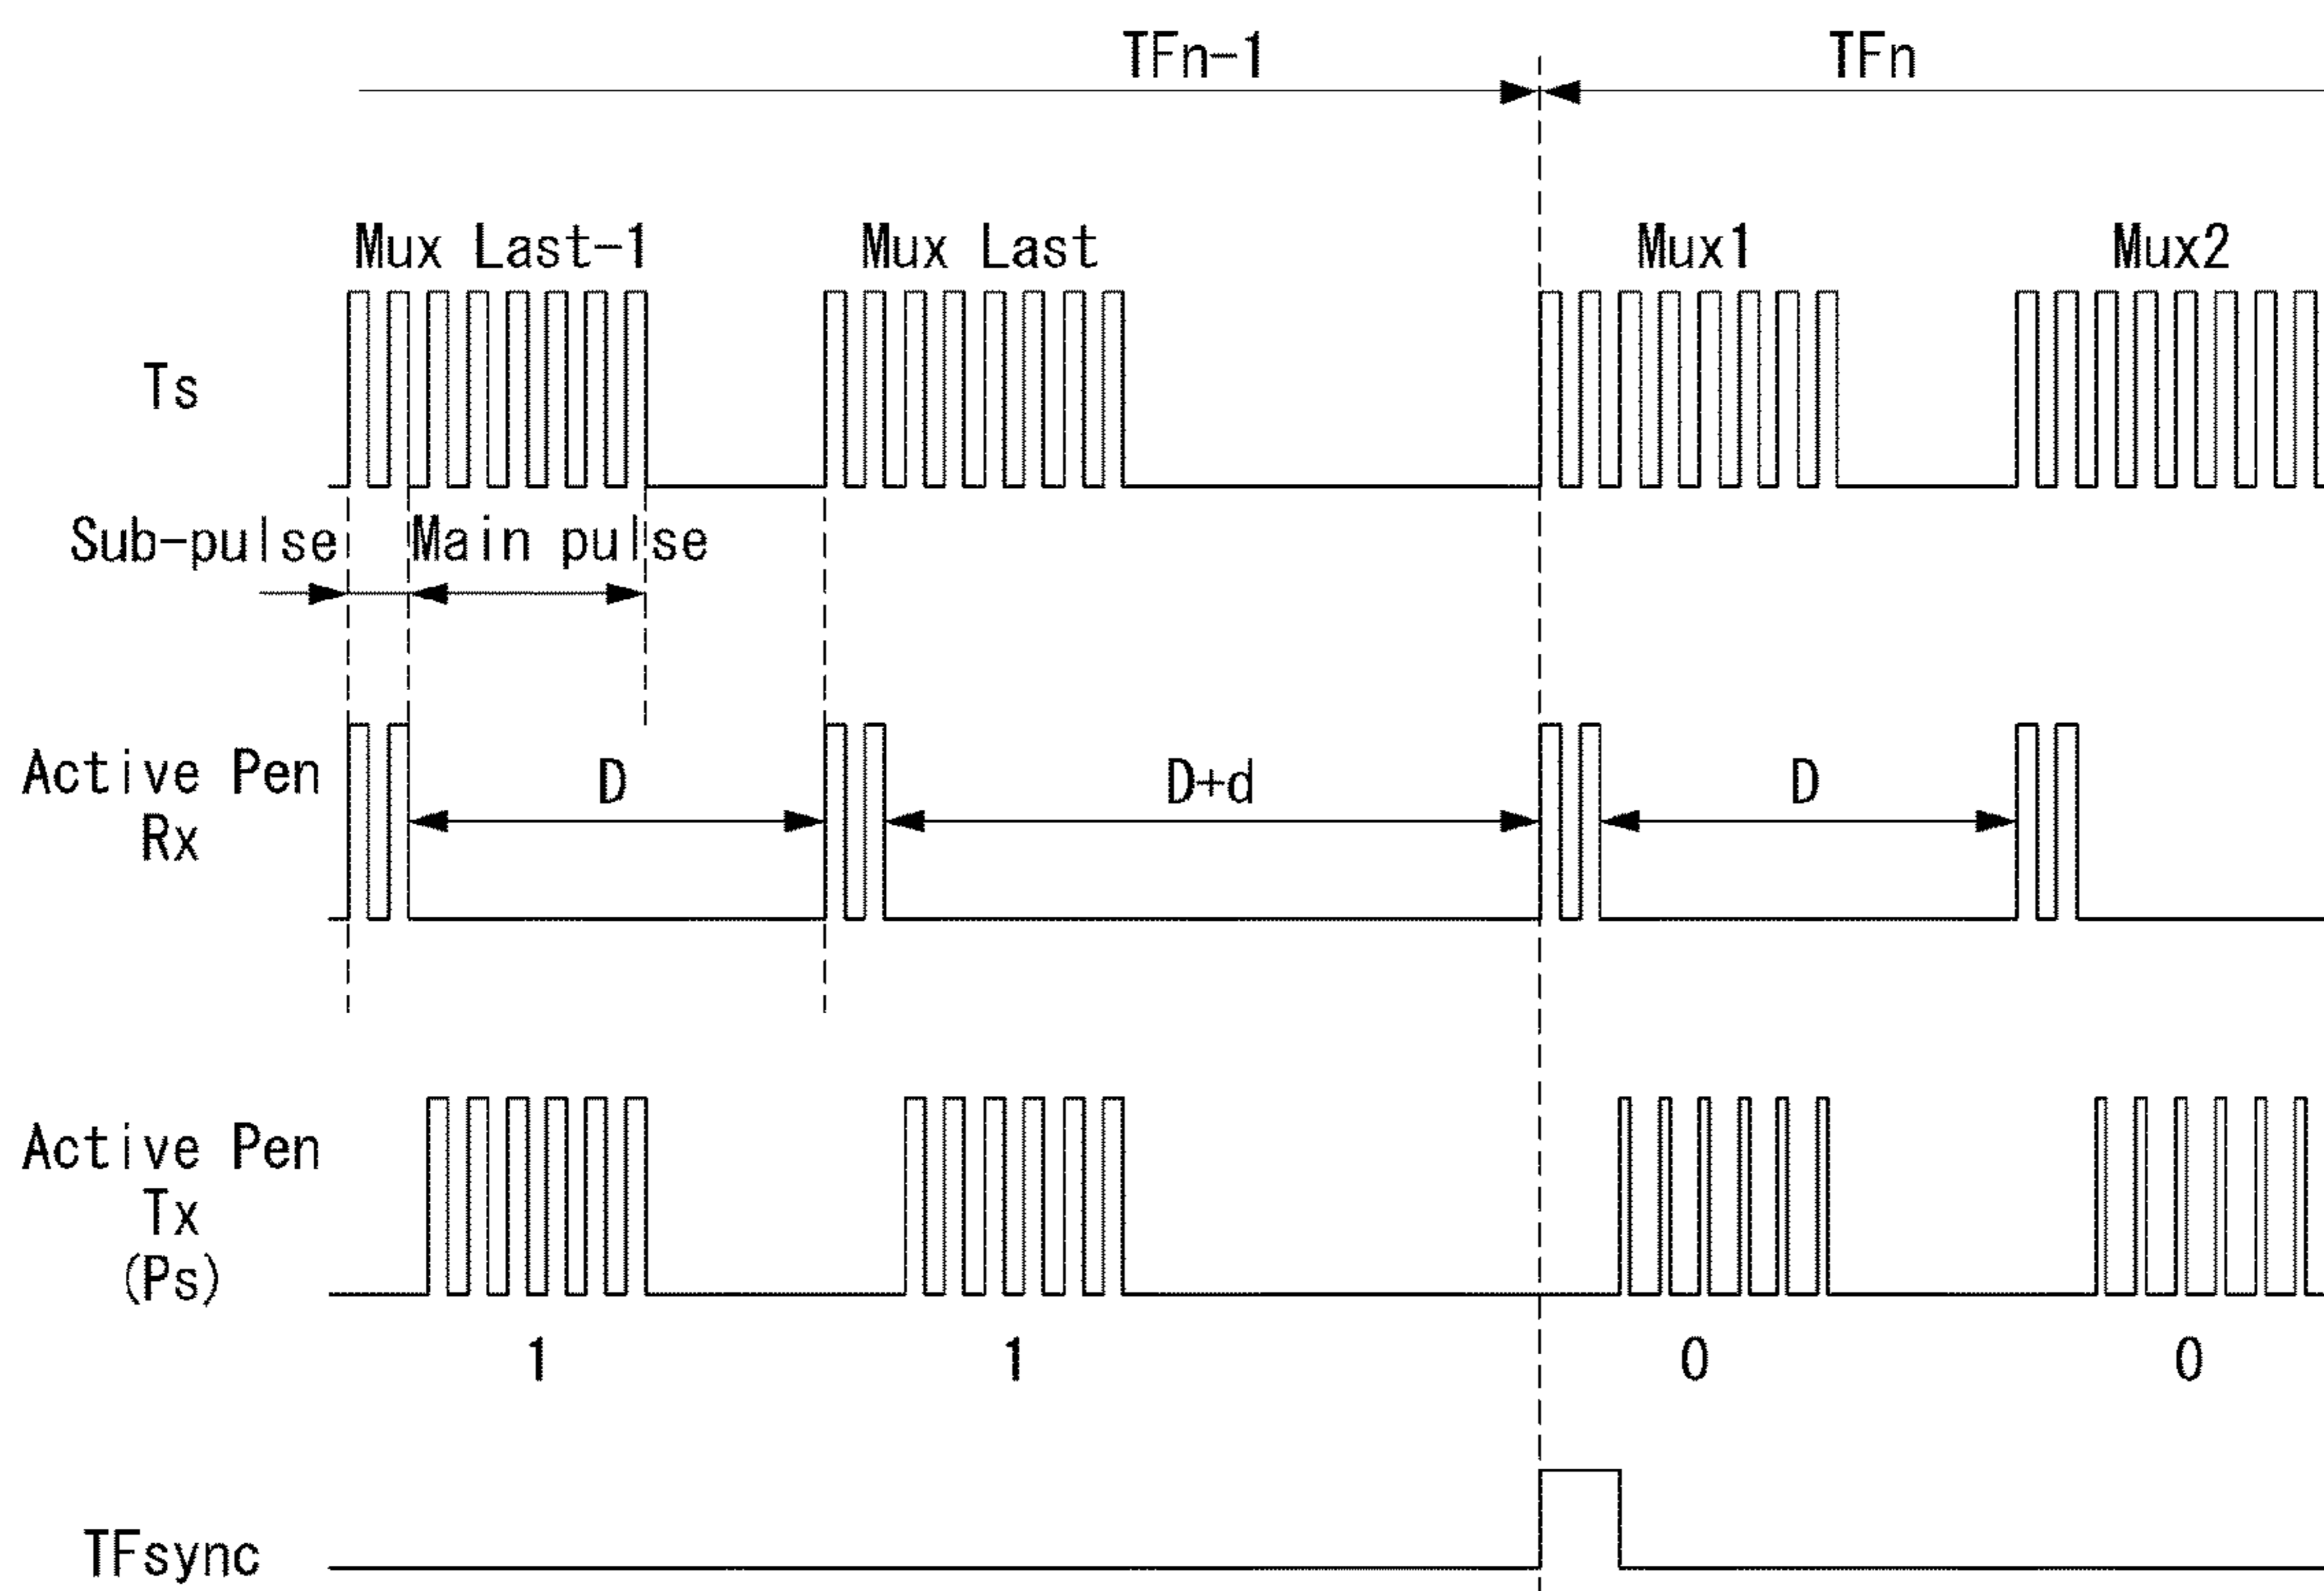 TFn-1 TFn
Mux Last-1 Mux Last Mux1 Mux2
Ts
Sub-pulse Main pulse
Active Pen
Rx
D D+d D
Active Pen
Tx
(Ps)
1 1 0 0
TFsync